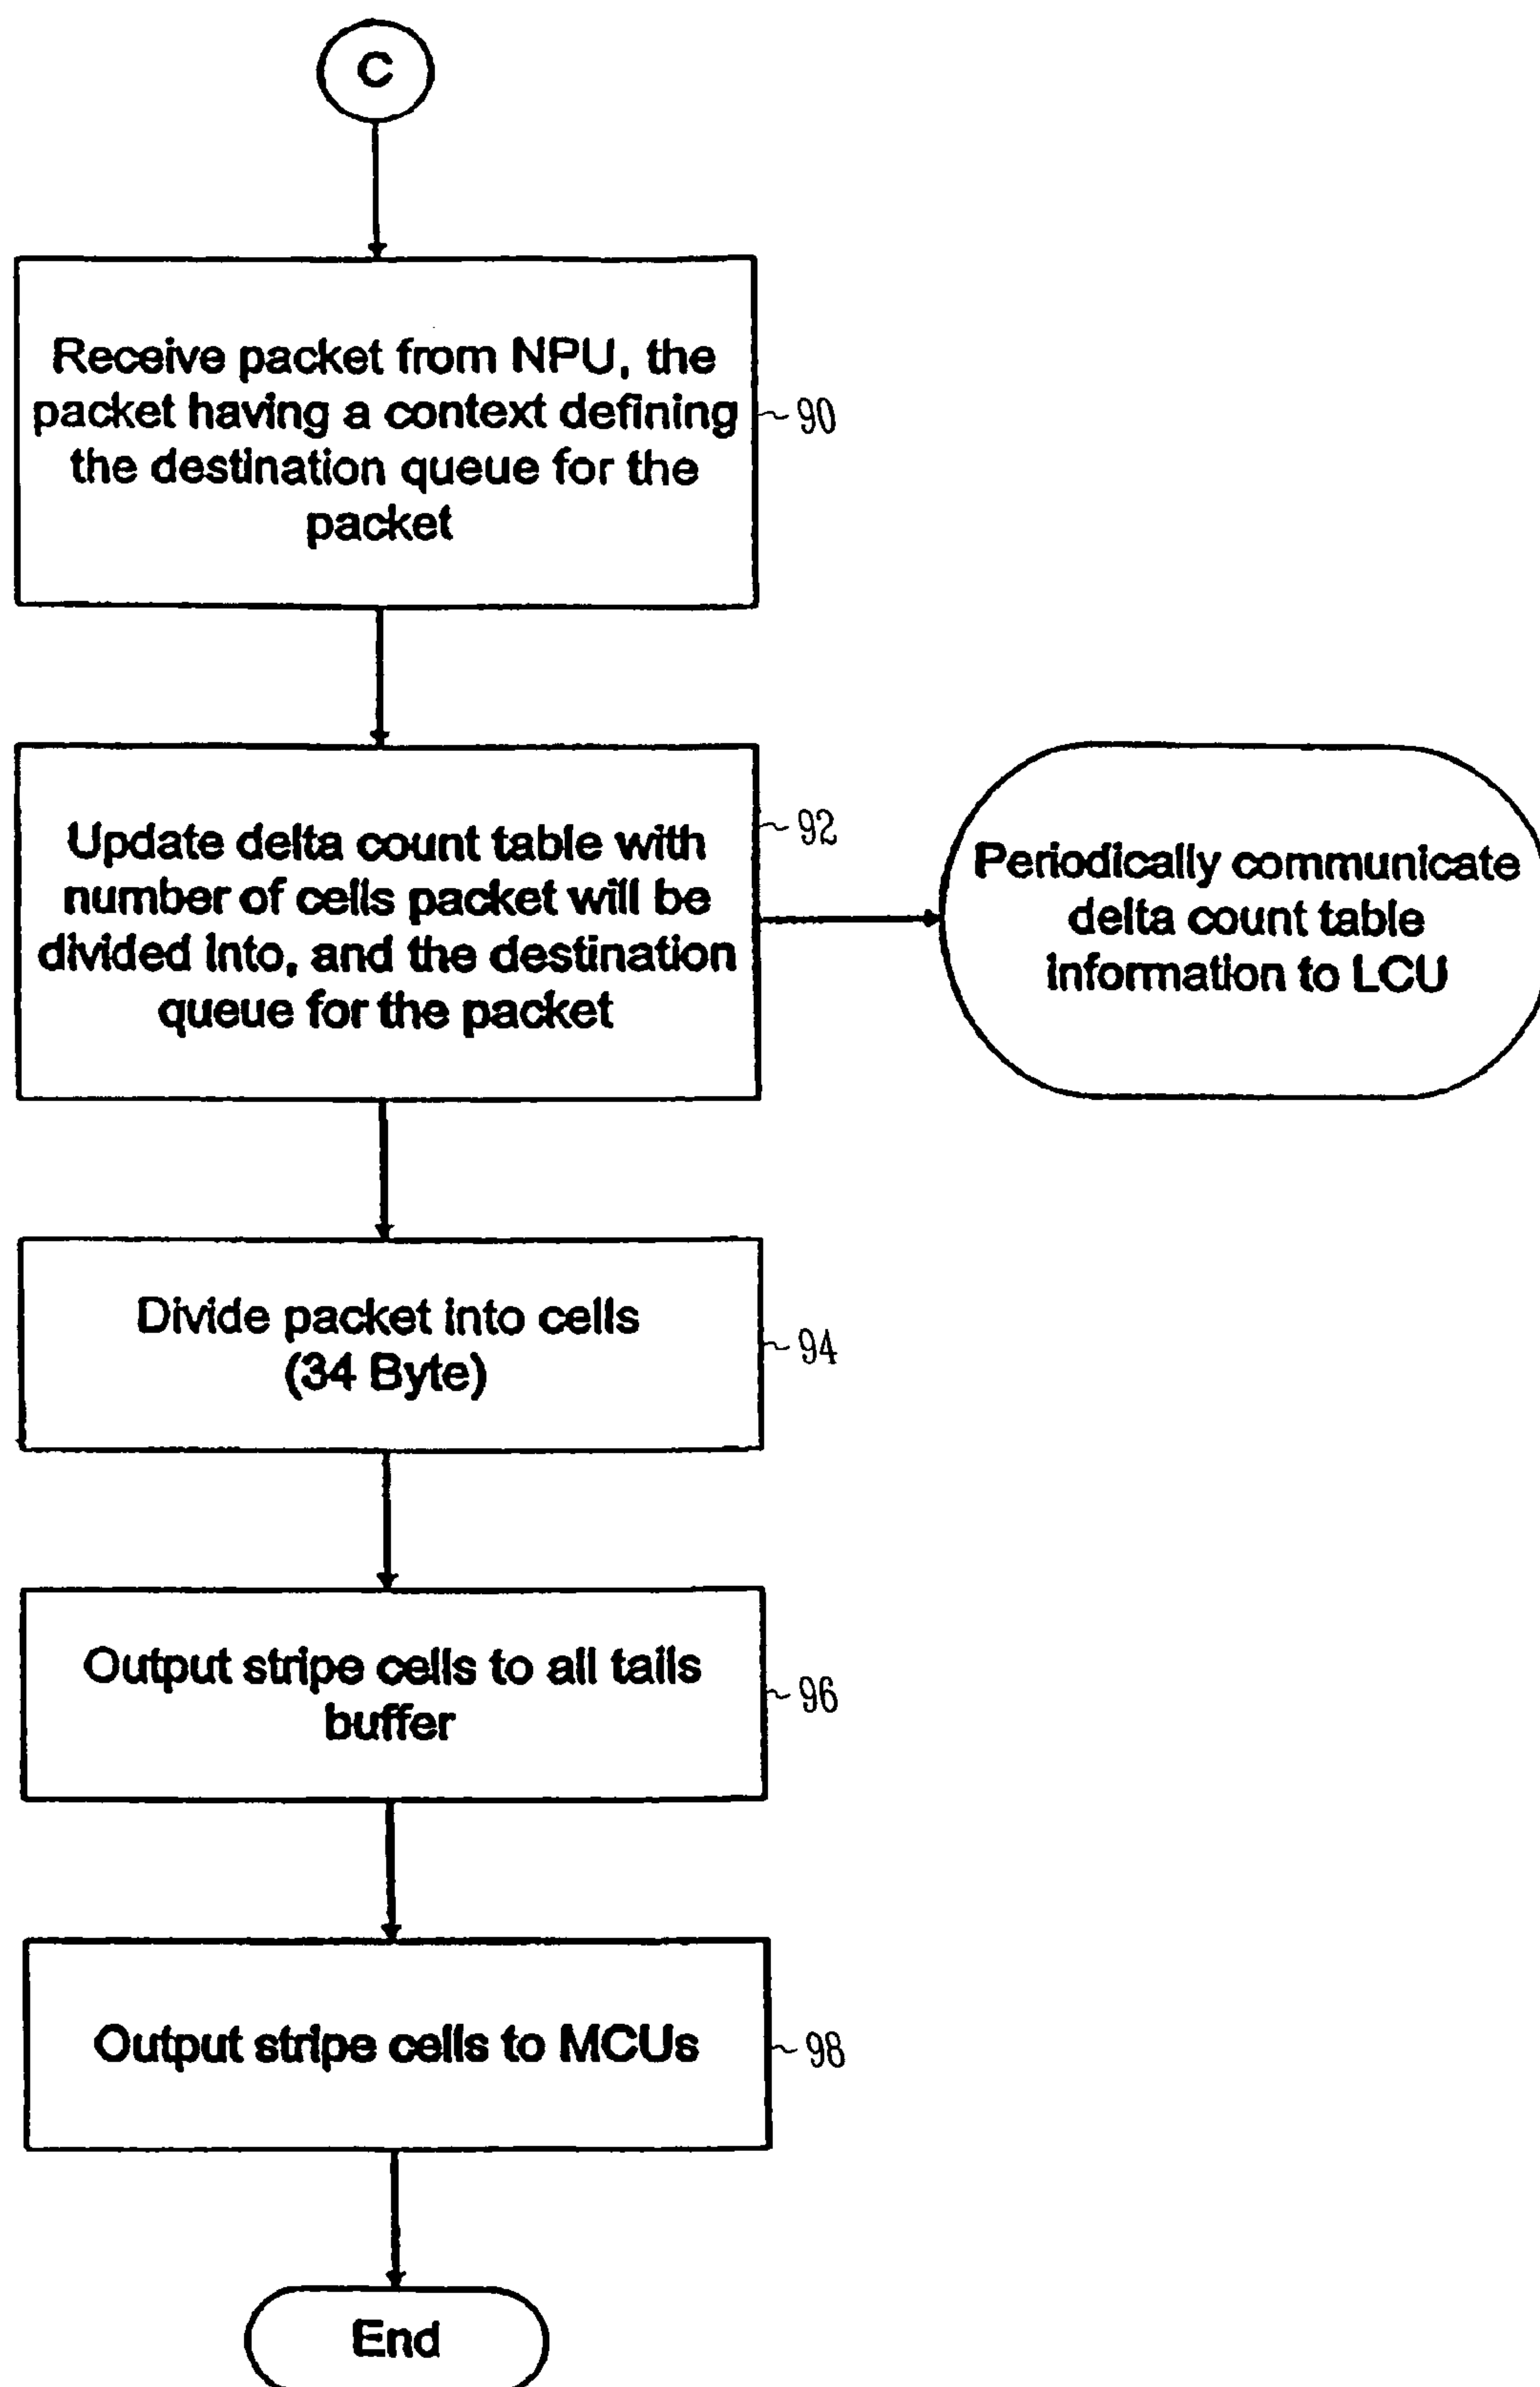 C
Receive packet from NPU, the
packet having a context defining
the destination queue for the
packet
90
Update delta count table with
number of cells packet will be
divided into, and the destination
queue for the packet
92
Periodically communicate
delta count table
information to LCU
Divide packet into cells
(34 Byte)
94
Output stripe cells to all tails
buffer
96
Output stripe cells to MCUs
98
End